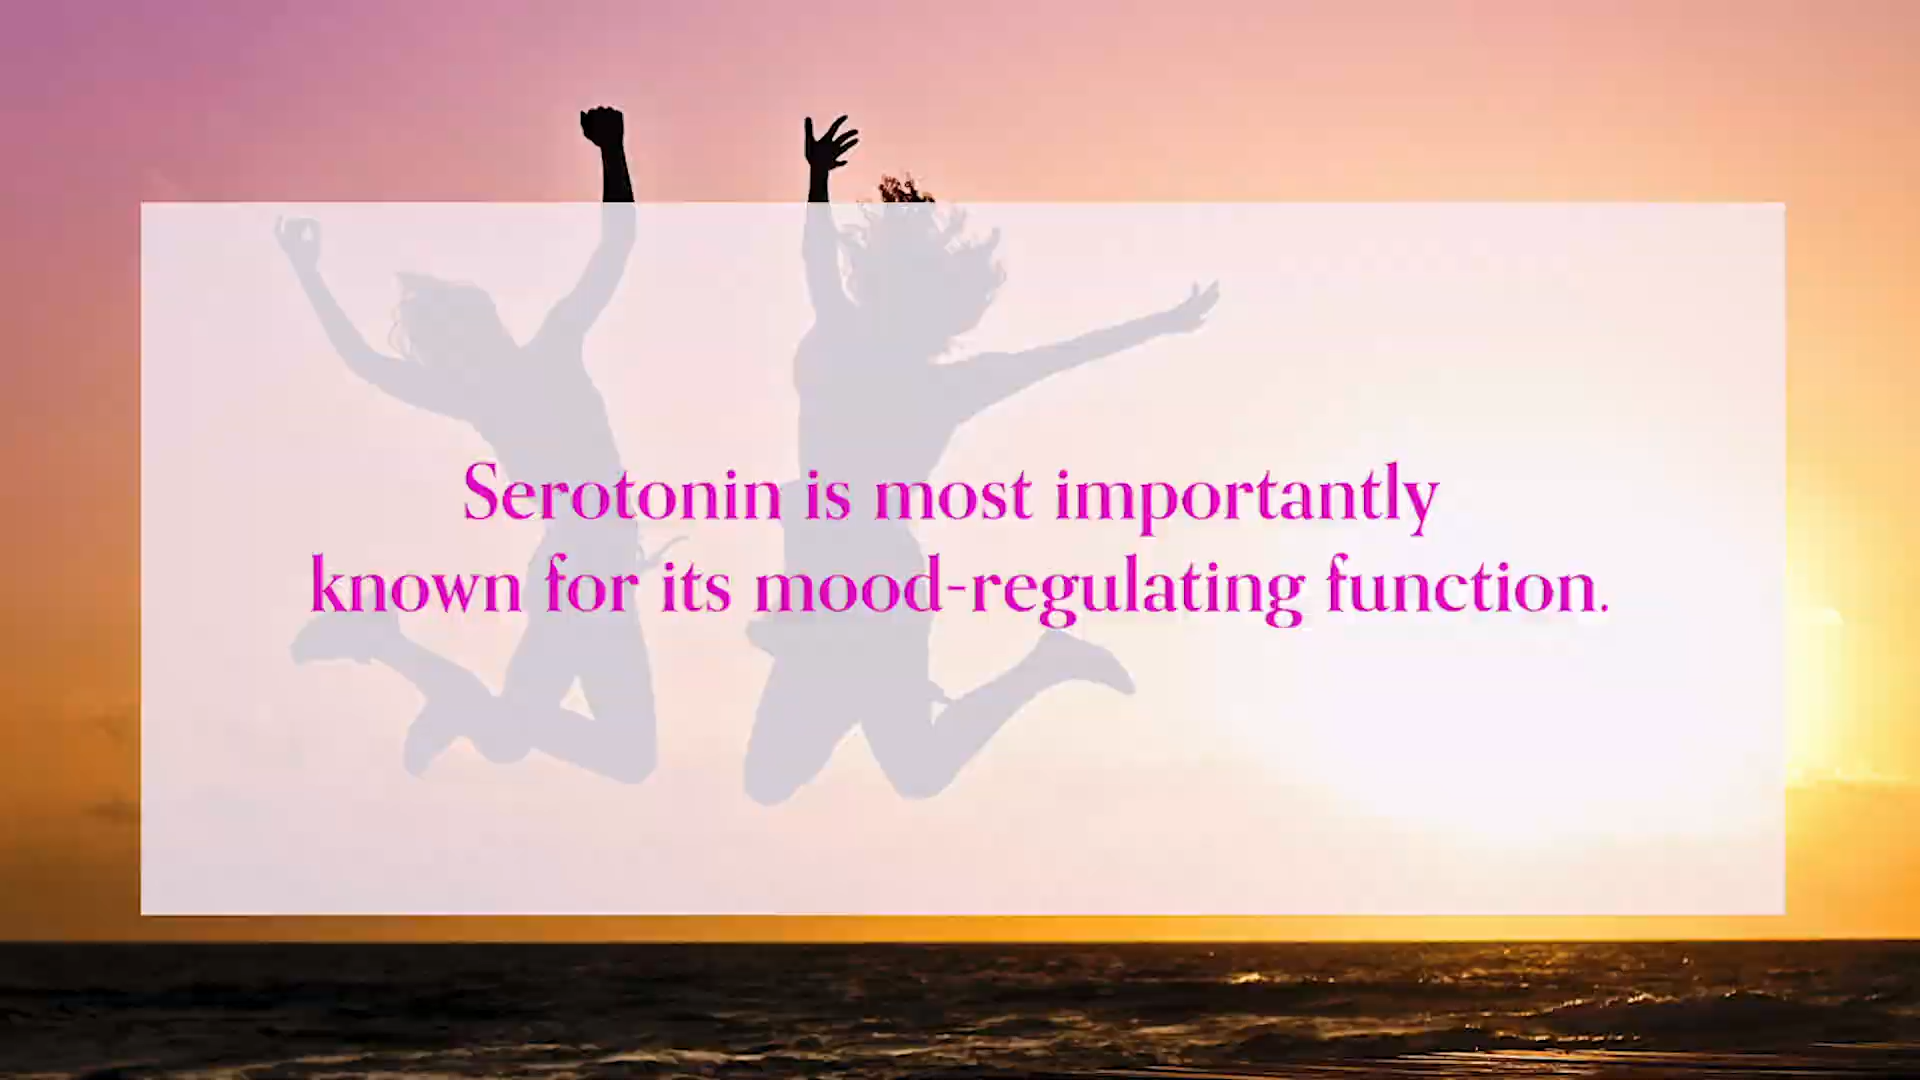 Serotonin is most importantly
known for its mood-regulating function.